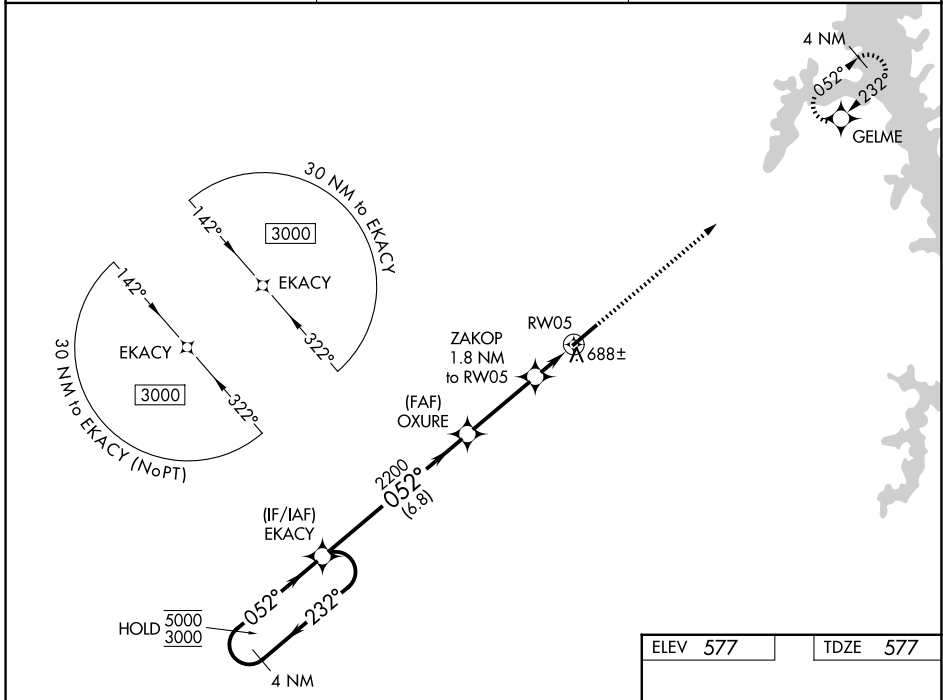 4 NM
052°
232°
GELME
30 NM to EKACY
142°
3000
EKACY
322°
142°
EKACY
3000
322°
30 NM to EKACY (NoPT)
RW05
688±
ZAKOP
1.8 NM
to RW05
(FAF)
OXURE
2200
052°
(6.8)
(IF/IAF)
EKACY
052°
232°
HOLD 5000
3000
4 NM
ELEV 577
TDZE 577